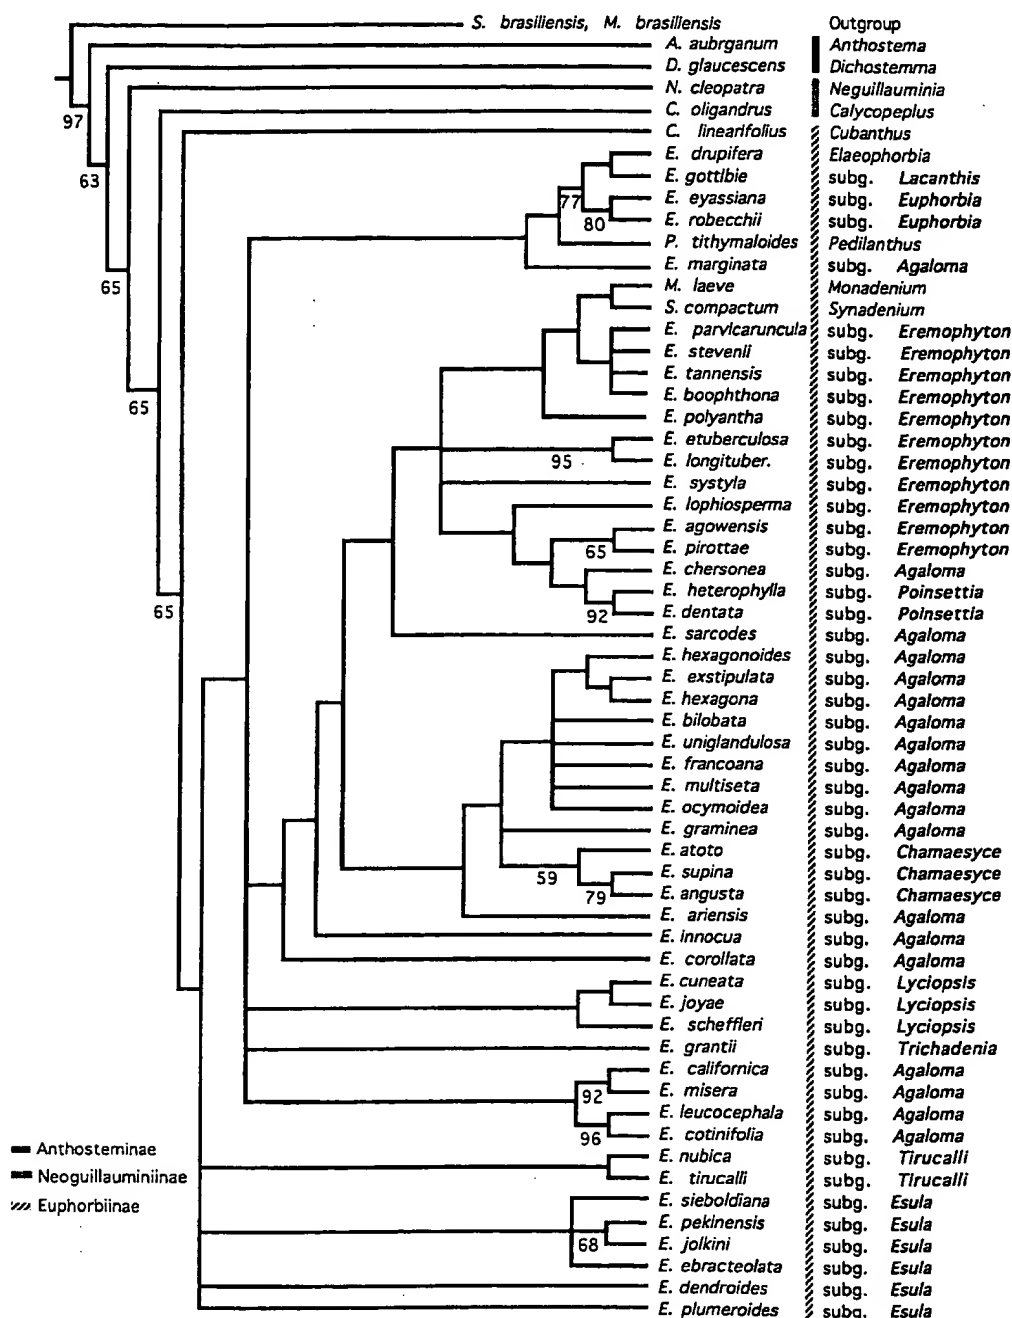 S. brasiliensis, M. brasiliensis Outgroup
A. aubrganum Anthostema
D. glaucescens Dichostemma
N. cleopatra Neguillauminia
97
C. oligandrus Calycopeplus
C. linearifolius Cubanthus
E. drupifera Elaeophorbia
63
E. gottlbie subg. Lacanthis
77
E. eyassiana subg. Euphorbia
80
E. robecchii subg. Euphorbia
P. tithymaloides Pedilanthus
E. marginata subg. Agaloma
65
M. laeve Monadenium
S. compactum Synadenium
E. parvicaruncula subg. Eremophyton
E. stevenii subg. Eremophyton
E. tannensis subg. Eremophyton
E. boophthona subg. Eremophyton
65
E. polyantha subg. Eremophyton
E. etuberculosa subg. Eremophyton
95
E. longituber. subg. Eremophyton
E. systyla subg. Eremophyton
E. lophiosperma subg. Eremophyton
E. agowensis subg. Eremophyton
65
E. pirottae subg. Eremophyton
E. chersonea subg. Agaloma
E. heterophylla subg. Poinsettia
65
92
E. dentata subg. Poinsettia
E. sarcodes subg. Agaloma
E. hexagonoides subg. Agaloma
E. exstipulata subg. Agaloma
E. hexagona subg. Agaloma
E. bilobata subg. Agaloma
E. uniglandulosa subg. Agaloma
E. francoana subg. Agaloma
E. multiseta subg. Agaloma
E. ocymoidea subg. Agaloma
E. graminea subg. Agaloma
E. atoto subg. Chamaesyce
59
E. supina subg. Chamaesyce
79
E. angusta subg. Chamaesyce
E. ariensis subg. Agaloma
E. innocua subg. Agaloma
E. corollata subg. Agaloma
E. cuneata subg. Lyciopsis
E. joyae subg. Lyciopsis
E. scheffleri subg. Lyciopsis
E. grantii subg. Trichadenia
E. californica subg. Agaloma
92
E. misera subg. Agaloma
E. leucocephala subg. Agaloma
96
E. cotinifolia subg. Agaloma
Anthosteminae
E. nubica subg. Tirucalli
Neoguillauminiinae
E. tirucalli subg. Tirucalli
Euphorbiinae
E. sieboldiana subg. Esula
E. pekinensis subg. Esula
68
E. jolkini subg. Esula
E. ebracteolata subg. Esula
E. dendroides subg. Esula
E. plumeroides subg. Esula